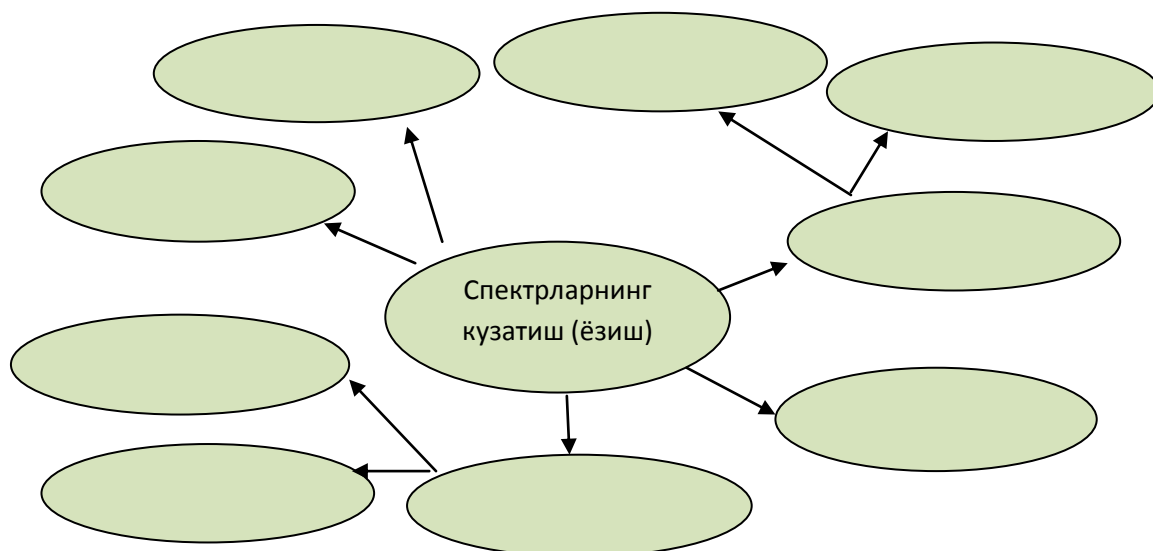 Спектрларнинг
кузатиш (ёзиш)